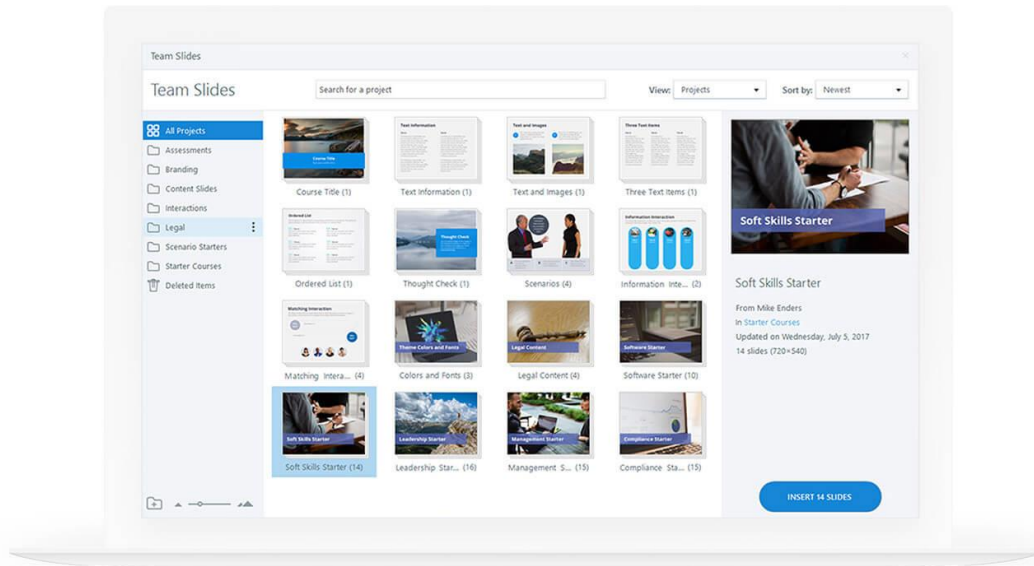 Team Slides
Team Slides
Search for a project
View: Projects
Sort by: Newest
All Projects
Assessments
Branding
Content Slides
Interactions
Legal
Scenario Starters
Starter Courses
Deleted Items
Course Title
Course Title (1)
Text Information
Text Information (1)
Text and Images
Text and Images (1)
Three Text Items
Three Text Items (1)
Ordered List
Ordered List (1)
Thought Check
Thought Check (1)
Scenarios (4)
Information Interaction
Information Inte... (2)
Matching Interaction
Matching Intera... (4)
Theme Colors and Fonts
Colors and Fonts (3)
Legal Content
Legal Content (4)
Software Starter
Software Starter (10)
Soft Skills Starter
Soft Skills Starter (14)
Leadership Starter
Leadership Star... (16)
Management Starter
Management S... (15)
Compliance Starter
Compliance Sta... (15)
Soft Skills Starter
Soft Skills Starter
From Mike Enders
In Starter Courses
Updated on Wednesday, July 5, 2017
14 slides (720×540)
INSERT 14 SLIDES